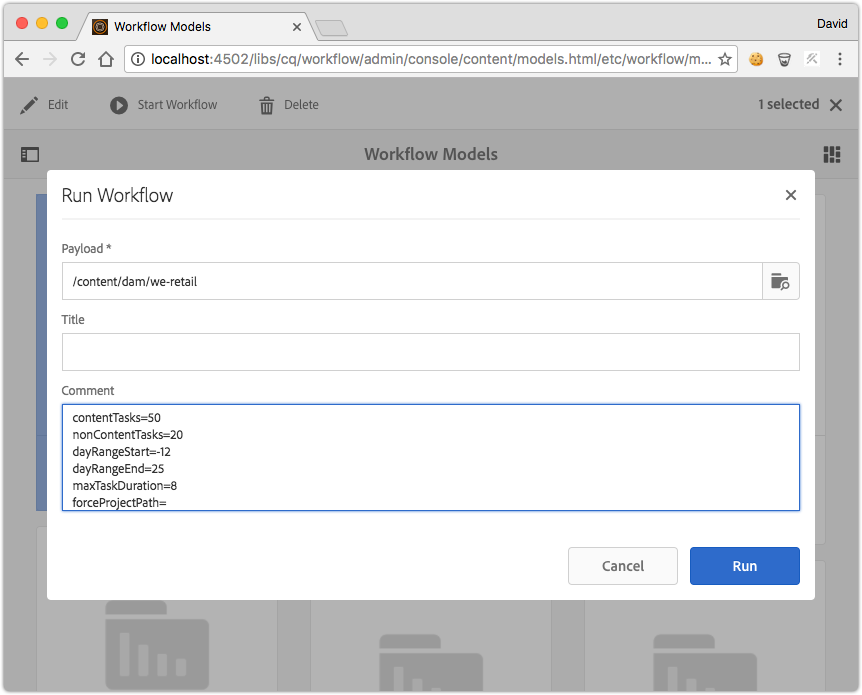 Workflow Models
David
localhost:4502/libs/cq/workflow/admin/console/content/models.html/etc/workflow/m...
Edit
Start Workflow
Delete
1 selected
Workflow Models
Run Workflow
Payload *
/content/dam/we-retail
Title
Comment
contentTasks=50
nonContentTasks=20
dayRangeStart=-12
dayRangeEnd=25
maxTaskDuration=8
forceProjectPath=
Cancel
Run